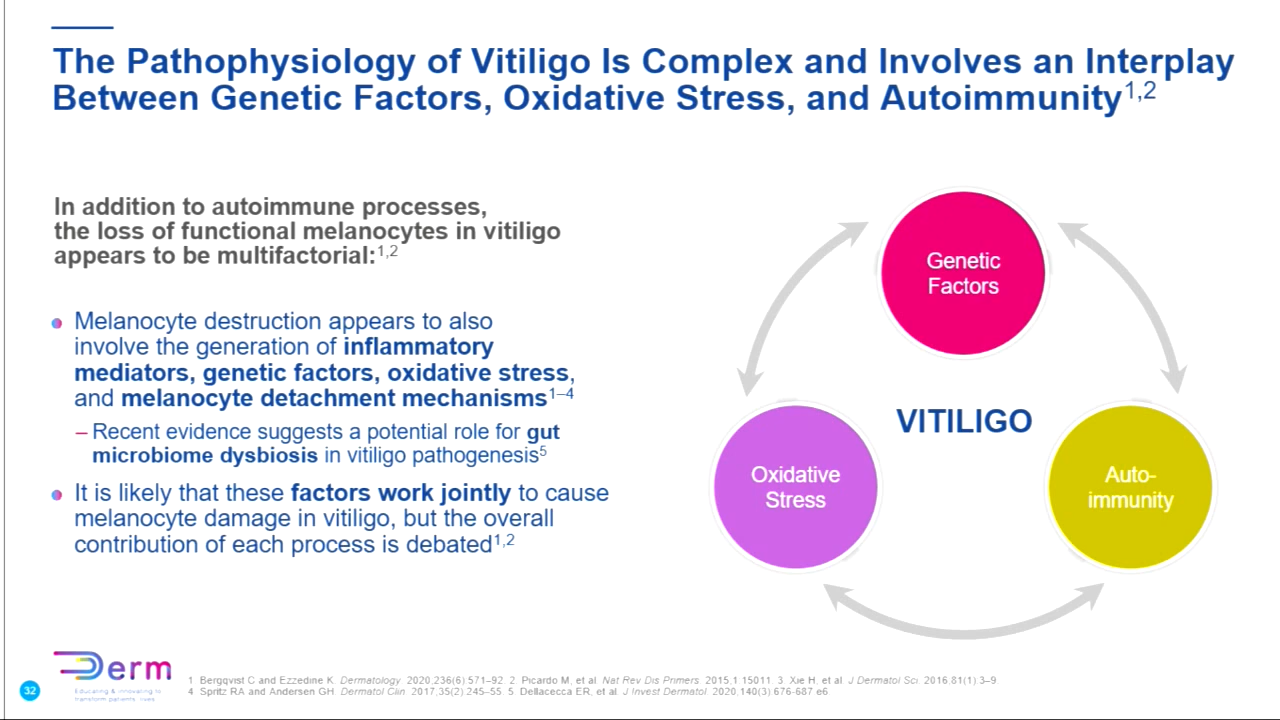 The Pathophysiology of Vitiligo Is Complex and Involves an Interplay
Between Genetic Factors, Oxidative Stress, and Autoimmunity1,2
In addition to autoimmune processes,
the loss of functional melanocytes in vitiligo
appears to be multifactorial:1,2
Melanocyte destruction appears to also
involve the generation of inflammatory
mediators, genetic factors, oxidative stress,
and melanocyte detachment mechanisms1–4
– Recent evidence suggests a potential role for gut
microbiome dysbiosis in vitiligo pathogenesis5
It is likely that these factors work jointly to cause
melanocyte damage in vitiligo, but the overall
contribution of each process is debated1,2
Genetic
Factors
VITILIGO
Oxidative
Stress
Auto-
immunity
Derm
Educating & innovating to
transform patients' lives
32
1 Bergqvist C and Ezzedine K. Dermatology. 2020,236(6) 571–92. 2. Picardo M, et al. Nat Rev Dis Primers. 2015,1 15011. 3. Xie H, et al. J Dermatol Sci. 2016 81(1) 3–9
4 Spritz RA and Andersen GH. Dermatol Clin. 2017,35(2) 245–55. 5. Dellacecca ER, et al. J Invest Dermatol. 2020,140(3) 676-687 e6